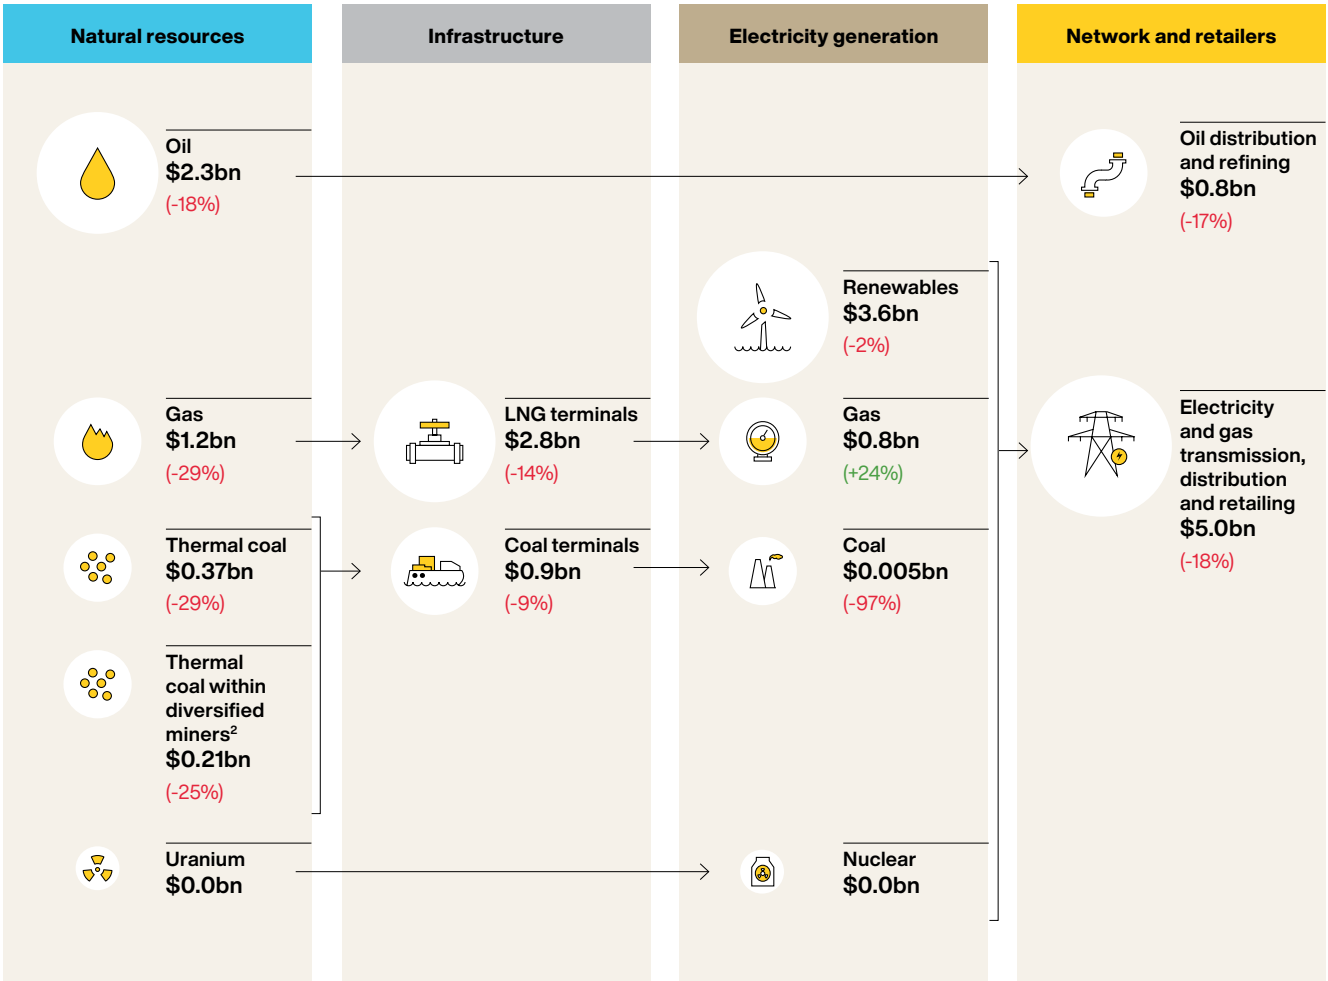 Natural resources
Infrastructure
Electricity generation
Network and retailers
Oil
$2.3bn
(-18%)
Oil distribution
and refining
$0.8bn
(-17%)
Renewables
$3.6bn
(-2%)
Gas
$1.2bn
(-29%)
LNG terminals
$2.8bn
(-14%)
Gas
$0.8bn
(+24%)
Electricity
and gas
transmission,
distribution
and retailing
$5.0bn
(-18%)
Thermal coal
$0.37bn
(-29%)
Coal terminals
$0.9bn
(-9%)
Coal
$0.005bn
(-97%)
Thermal
coal within
diversified
miners²
$0.21bn
(-25%)
Uranium
$0.0bn
Nuclear
$0.0bn